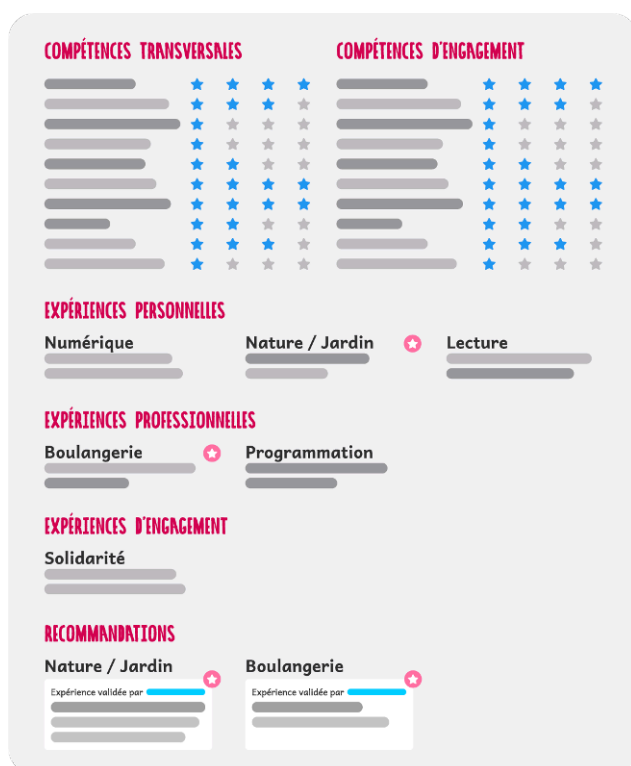 COMPÉTENCES TRANSVERSALES
COMPÉTENCES D'ENGAGEMENT
EXPÉRIENCES PERSONNELLES
Numérique
Nature / Jardin
Lecture
EXPÉRIENCES PROFESSIONNELLES
Boulangerie
Programmation
EXPÉRIENCES D'ENGAGEMENT
Solidarité
RECOMMANDATIONS
Nature / Jardin
Boulangerie
Expérience validée par
Expérience validée par